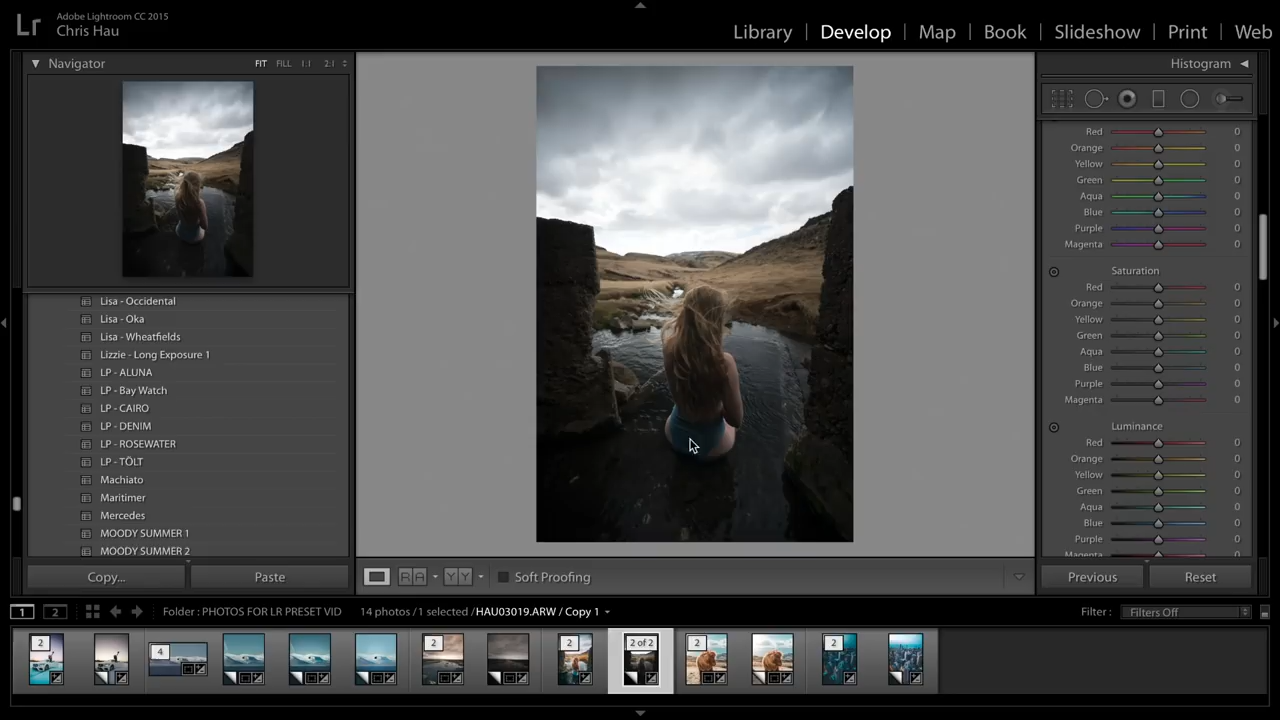 Lr
Adobe Lightroom CC 2015
Chris Hau
Library | Develop | Map | Book | Slideshow | Print | Web
Navigator FIT FILL 1:1 2:1
Histogram
Lisa - Occidental
Lisa - Oka
Lisa - Wheatfields
Lizzie - Long Exposure 1
LP - ALUNA
LP - Bay Watch
LP - CAIRO
LP - DENIM
LP - ROSEWATER
LP - TÖLT
Machiato
Maritimer
Mercedes
MOODY SUMMER 1
MOODY SUMMER 2
Red 0
Orange 0
Yellow 0
Green 0
Aqua 0
Blue 0
Purple 0
Magenta 0
Saturation
Red 0
Orange 0
Yellow 0
Green 0
Aqua 0
Blue 0
Purple 0
Magenta 0
Luminance
Red 0
Orange 0
Yellow 0
Green 0
Aqua 0
Blue 0
Purple 0
Magenta 0
Copy... Paste
RA YY Soft Proofing
Previous Reset
1 2 Folder : PHOTOS FOR LR PRESET VID 14 photos / 1 selected / HAU03019.ARW / Copy 1 Filter : Filters Off
2 4 2 2 2 of 2 2 2